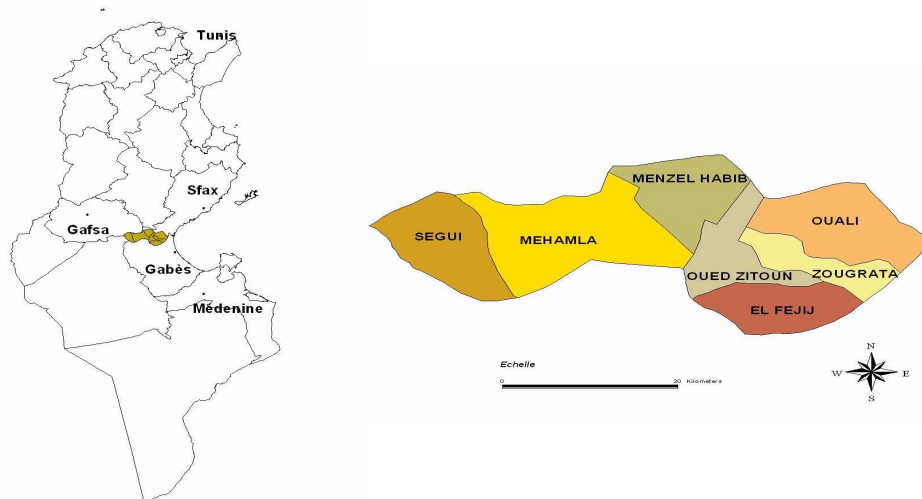 Tunis
Sfax
Gafsa
Gabès
Médenine
MENZEL HABIB
OUALI
SEGUI
MEHAMLA
OUED ZITOUN
ZOUGRATA
EL FEJIJ
Echelle
0 20 Kilometers
N
W E
S